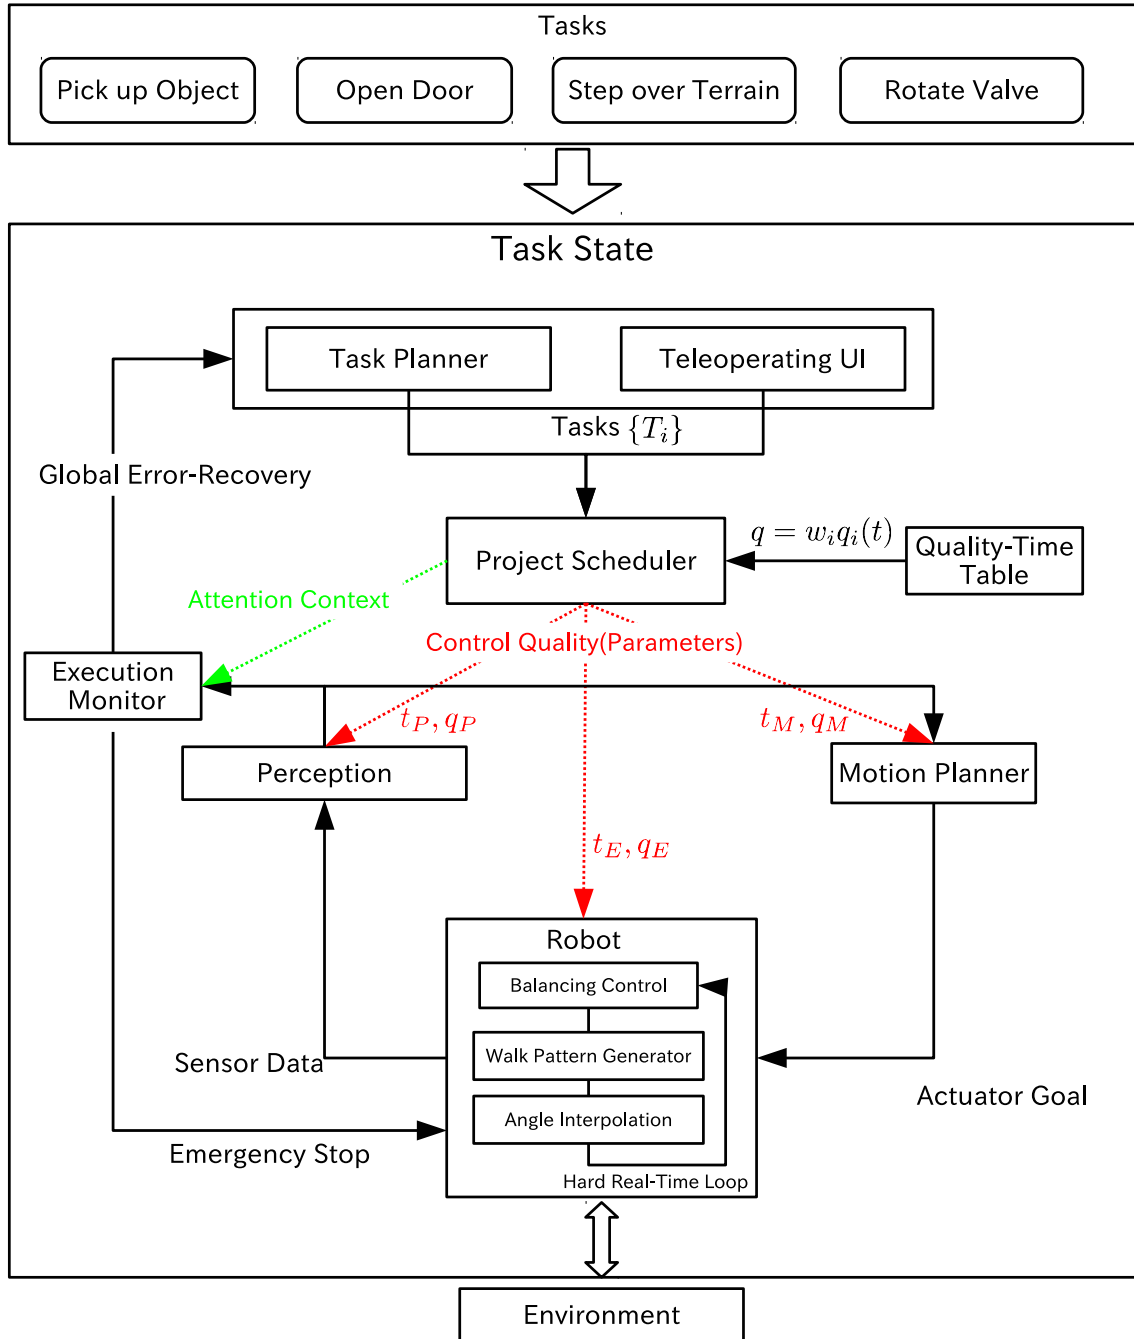 Tasks
Pick up Object
Open Door
Step over Terrain
Rotate Valve
Task State
Task Planner
Teleoperating UI
Tasks {T_i}
Global Error-Recovery
q = w_i q_i(t)
Project Scheduler
Quality-Time
Table
Attention Context
Control Quality(Parameters)
Execution
Monitor
t_P, q_P
t_M, q_M
Perception
Motion Planner
t_E, q_E
Robot
Balancing Control
Walk Pattern Generator
Sensor Data
Actuator Goal
Angle Interpolation
Emergency Stop
Hard Real-Time Loop
Environment